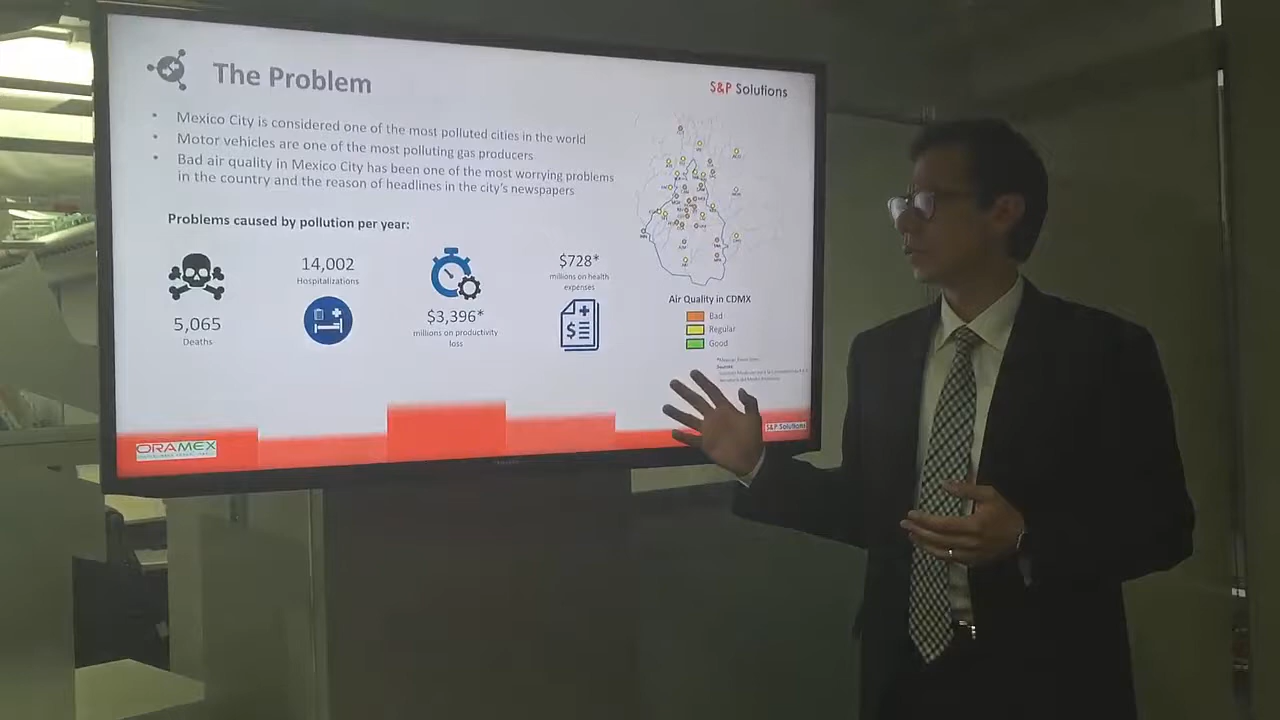 The Problem
S&P Solutions
• Mexico City is considered one of the most polluted cities in the world
• Motor vehicles are one of the most polluting gas producers
• Bad air quality in Mexico City has been one of the most worrying problems
in the country and the reason of headlines in the city's newspapers
Problems caused by pollution per year:
5,065
Deaths
14,002
Hospitalizations
$3,396*
millions on productivity
loss
$728*
millions on health
expenses
Air Quality in CDMX
Bad
Regular
Good
Sources
ORAMEX
S&P Solutions